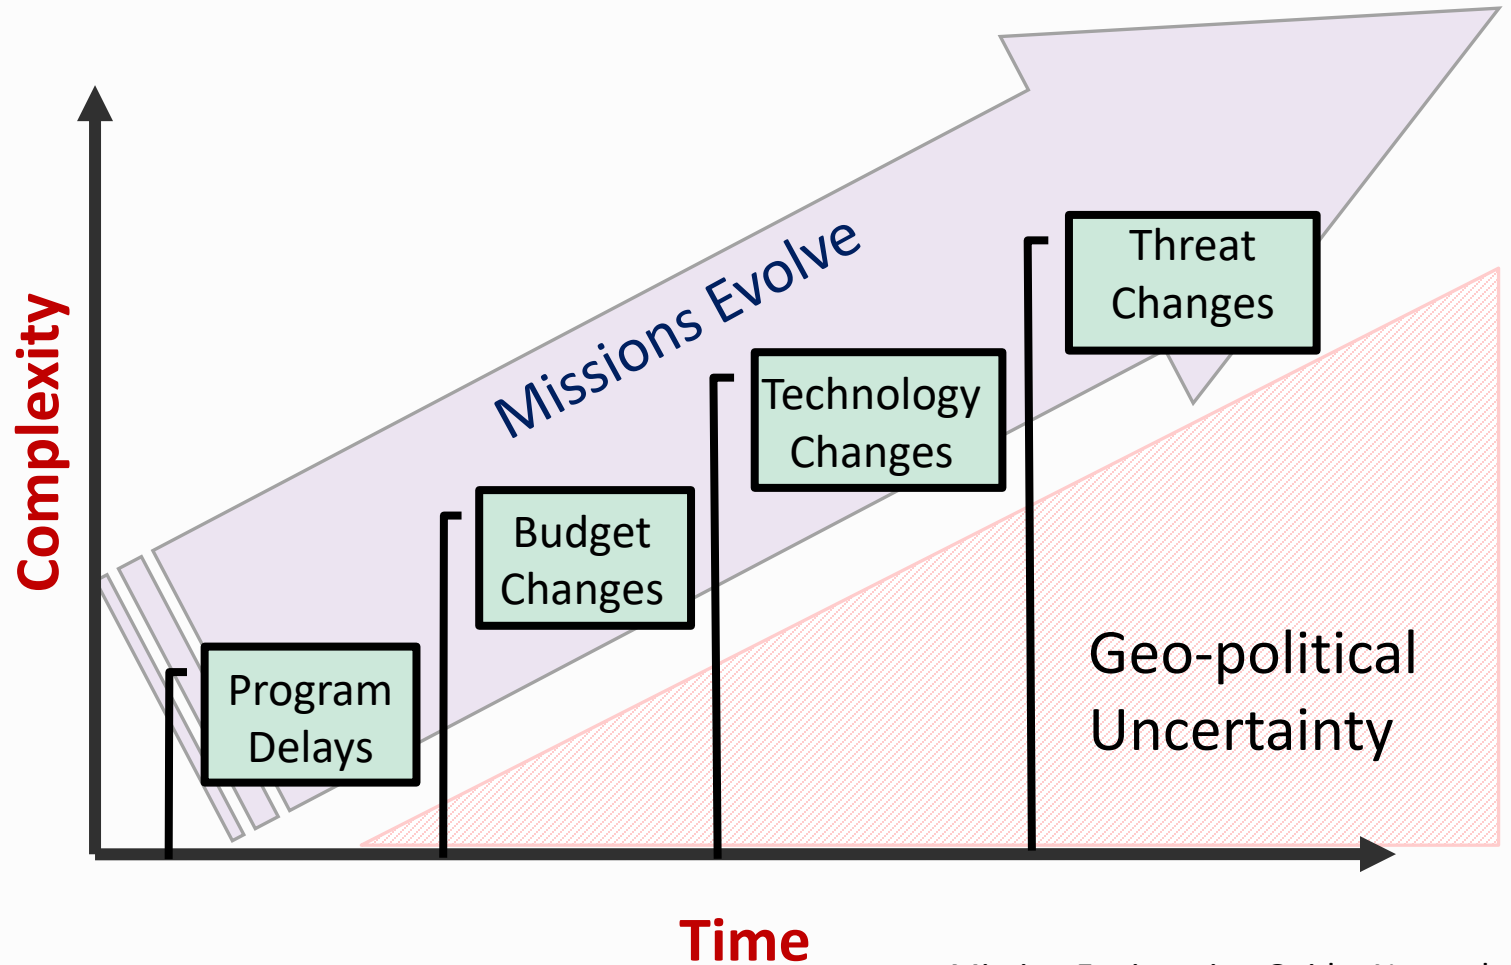 Complexity
Missions Evolve
Threat
Changes
Technology
Changes
Budget
Changes
Program
Delays
Geo-political
Uncertainty
Time